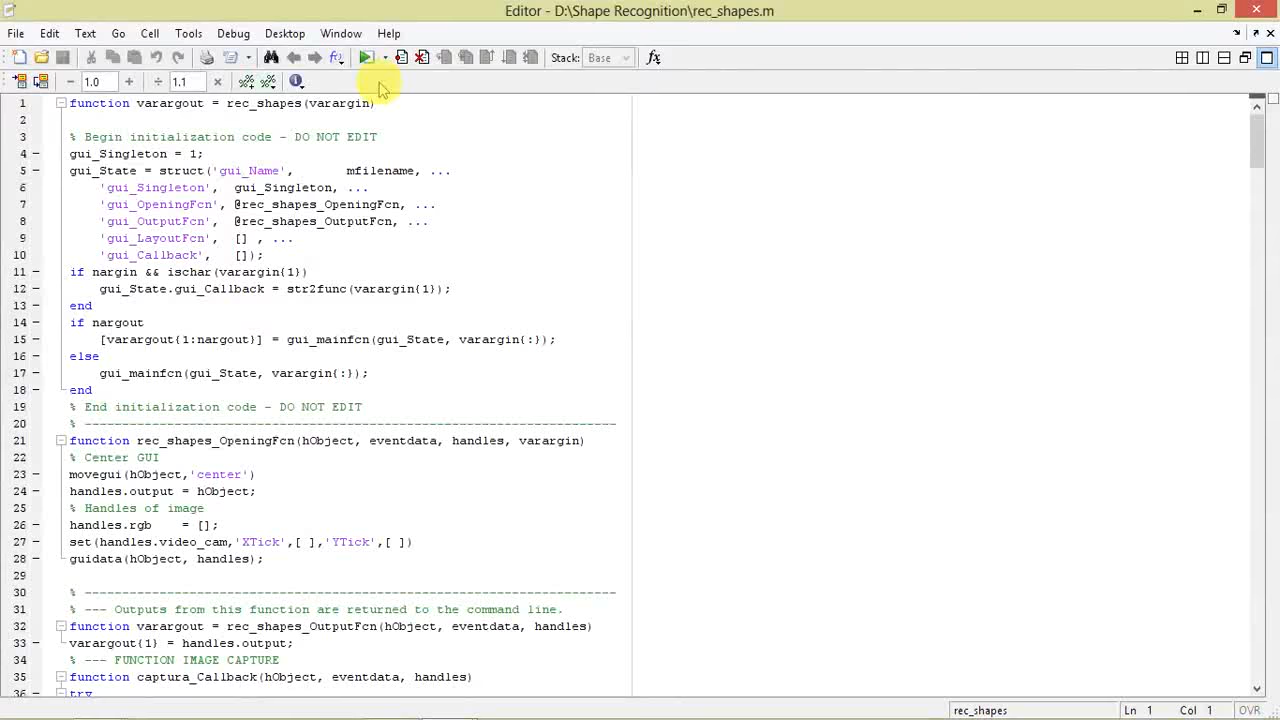 Editor - D:\Shape Recognition\rec_shapes.m
File Edit Text Go Cell Tools Debug Desktop Window Help
Stack: Base fx
- 1.0 + ÷ 1.1 ×
1 function varargout = rec_shapes(varargin)
2
3 % Begin initialization code - DO NOT EDIT
4 gui_Singleton = 1;
5 gui_State = struct('gui_Name', mfilename, ...
6 'gui_Singleton', gui_Singleton, ...
7 'gui_OpeningFcn', @rec_shapes_OpeningFcn, ...
8 'gui_OutputFcn', @rec_shapes_OutputFcn, ...
9 'gui_LayoutFcn', [] , ...
10 'gui_Callback', []);
11 if nargin && ischar(varargin{1})
12 gui_State.gui_Callback = str2func(varargin{1});
13 end
14 if nargout
15 [varargout{1:nargout}] = gui_mainfcn(gui_State, varargin{:});
16 else
17 gui_mainfcn(gui_State, varargin{:});
18 end
19 % End initialization code - DO NOT EDIT
20 % -----------------------------------------------------------------------
21 function rec_shapes_OpeningFcn(hObject, eventdata, handles, varargin)
22 % Center GUI
23 movegui(hObject,'center')
24 handles.output = hObject;
25 % Handles of image
26 handles.rgb = [];
27 set(handles.video_cam,'XTick',[ ],'YTick',[ ])
28 guidata(hObject, handles);
29
30 % -----------------------------------------------------------------------
31 % --- Outputs from this function are returned to the command line.
32 function varargout = rec_shapes_OutputFcn(hObject, eventdata, handles)
33 varargout{1} = handles.output;
34 % --- FUNCTION IMAGE CAPTURE
35 function captura_Callback(hObject, eventdata, handles)
36 try
rec_shapes Ln 1 Col 1 OVR